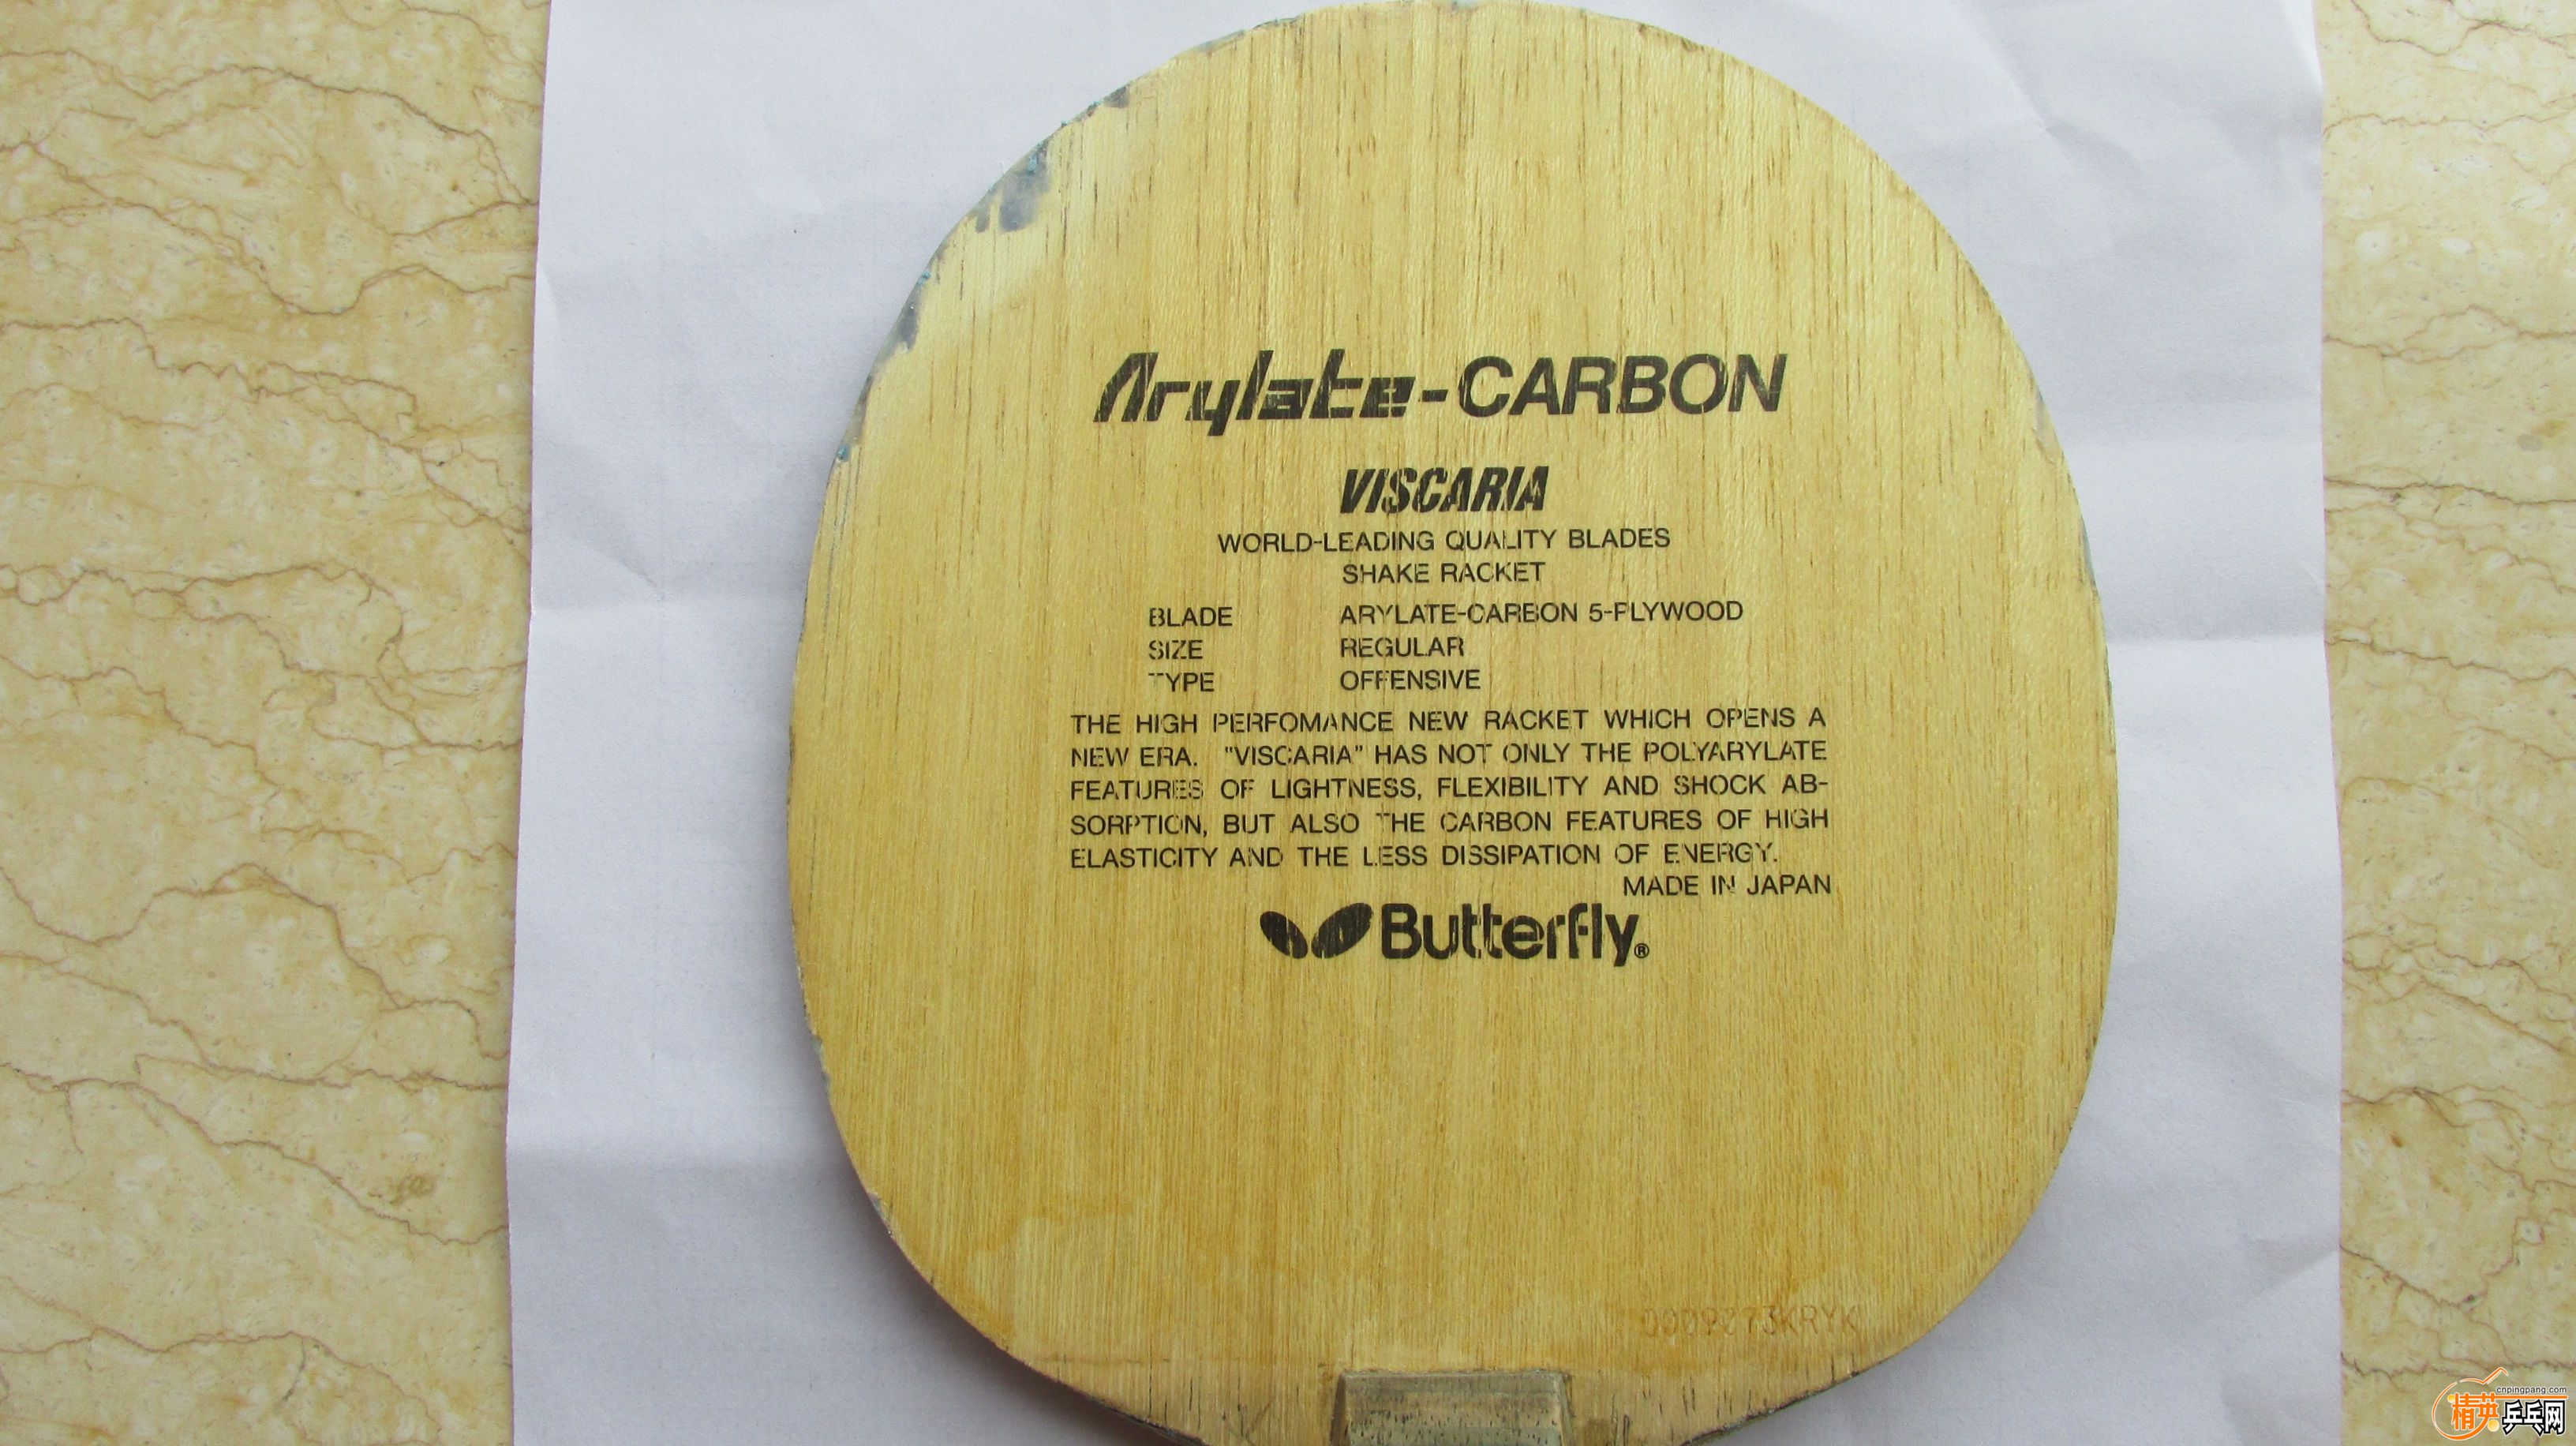 Arylate-CARBON
VISCARIA
WORLD-LEADING QUALITY BLADES
SHAKE RACKET
BLADE ARYLATE-CARBON 5-PLYWOOD
SIZE REGULAR
TYPE OFFENSIVE
THE HIGH PERFOMANCE NEW RACKET WHICH OPENS A
NEW ERA. "VISCARIA" HAS NOT ONLY THE POLYARYLATE
FEATURES OF LIGHTNESS, FLEXIBILITY AND SHOCK AB-
SORPTION, BUT ALSO THE CARBON FEATURES OF HIGH
ELASTICITY AND THE LESS DISSIPATION OF ENERGY.
MADE IN JAPAN
Butterfly®
cnpingpang.com
精英乒乓网